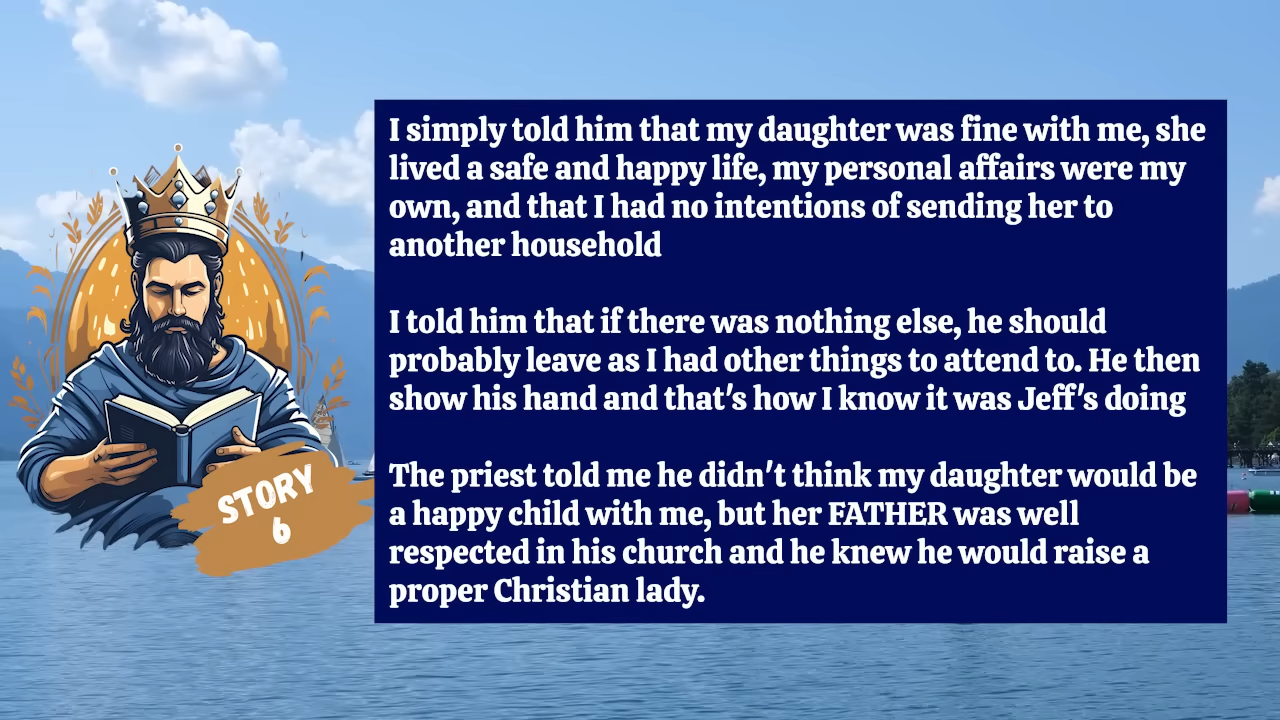 I simply told him that my daughter was fine with me, she
lived a safe and happy life, my personal affairs were my
own, and that I had no intentions of sending her to
another household
I told him that if there was nothing else, he should
probably leave as I had other things to attend to. He then
show his hand and that's how I know it was Jeff's doing
The priest told me he didn't think my daughter would be
a happy child with me, but her FATHER was well
respected in his church and he knew he would raise a
proper Christian lady.
STORY
6